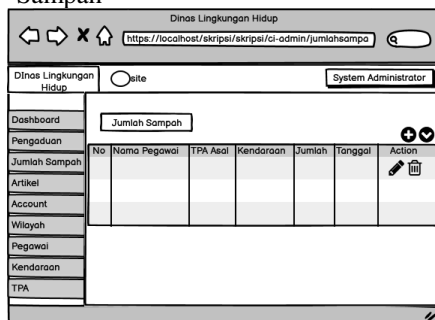 Sampah
Dinas Lingkungan Hidup
https://localhost/skripsi/skripsi/ci-admin/jumlahsampa
DInas Lingkungan Hidup
site
System Administrator
Dashboard
Jumlah Sampah
Pengaduan
No Nama Pegawai TPA Asal Kendaraan Jumlah Tanggal Action
Jumlah Sampah
Artikel
Account
Wilayah
Pegawai
Kendaraan
TPA